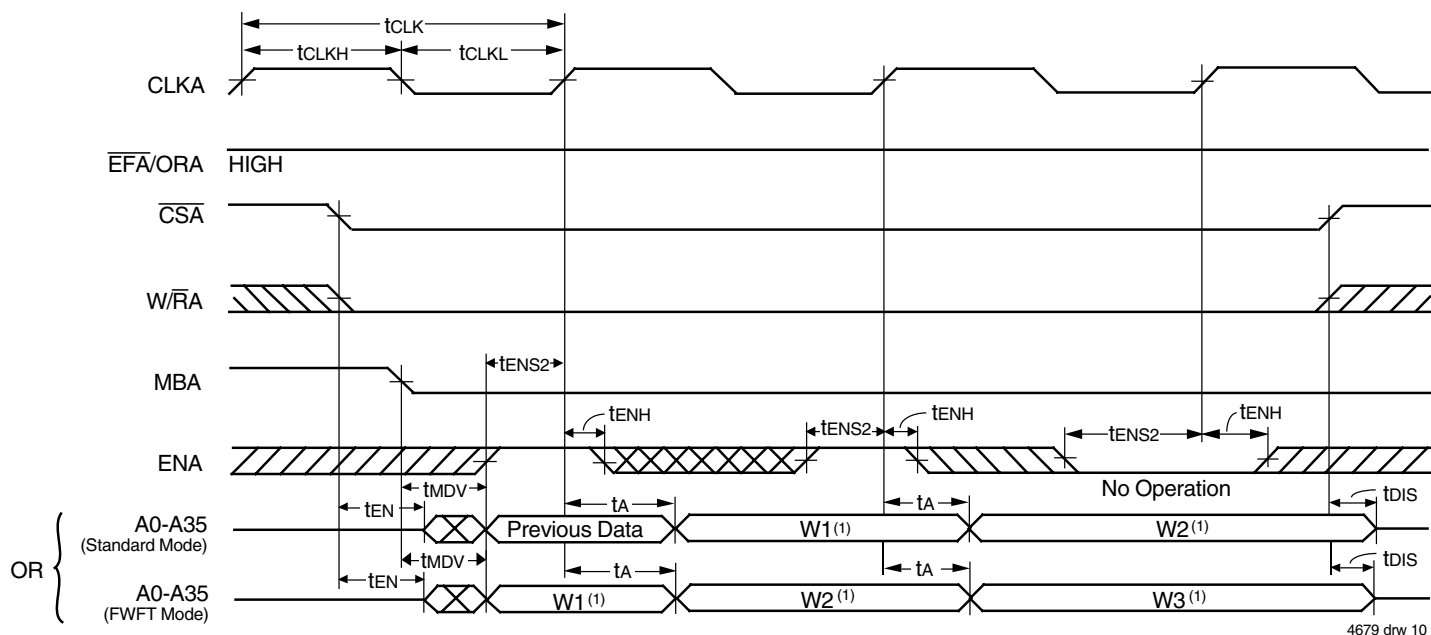 tCLK
tCLKH tCLKL
CLKA
EFA/ORA HIGH
CSA
W/RA
MBA tENS2
tENH tENS2 tENH tENS2 tENH
ENA
No Operation
tMDV
tEN tA tA tDIS
A0-A35 Previous Data W1(1) W2(1)
(Standard Mode)
OR
tMDV
tEN tA tA tDIS
A0-A35 W1(1) W2(1) W3(1)
(FWFT Mode)
4679 drw 10